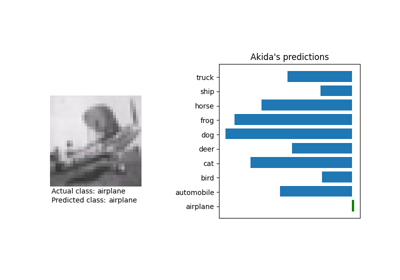 Akida's predictions
truck
ship
horse
frog
dog
deer
cat
bird
automobile
airplane
Actual class: airplane
Predicted class: airplane